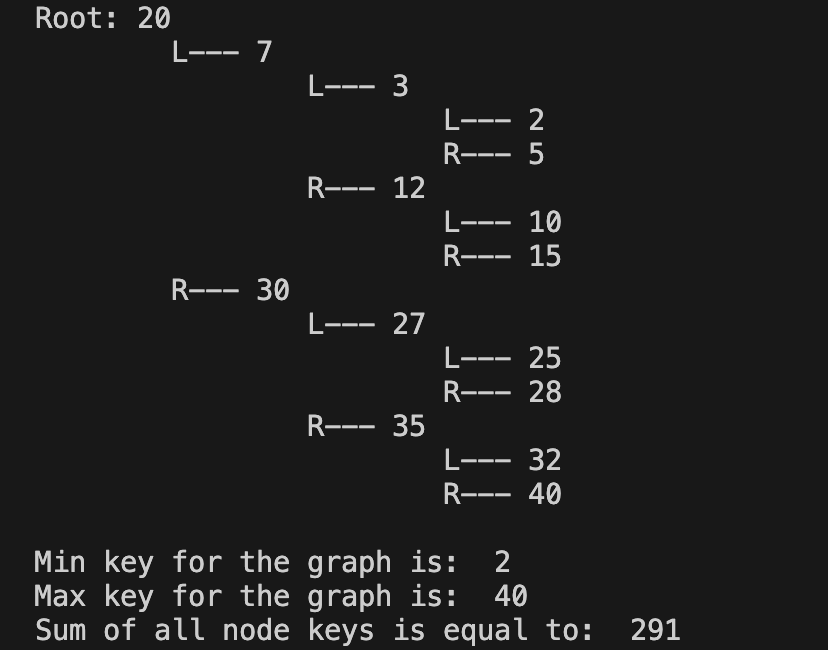 Root: 20
L--- 7
L--- 3
L--- 2
R--- 5
R--- 12
L--- 10
R--- 15
R--- 30
L--- 27
L--- 25
R--- 28
R--- 35
L--- 32
R--- 40
Min key for the graph is:  2
Max key for the graph is:  40
Sum of all node keys is equal to:  291